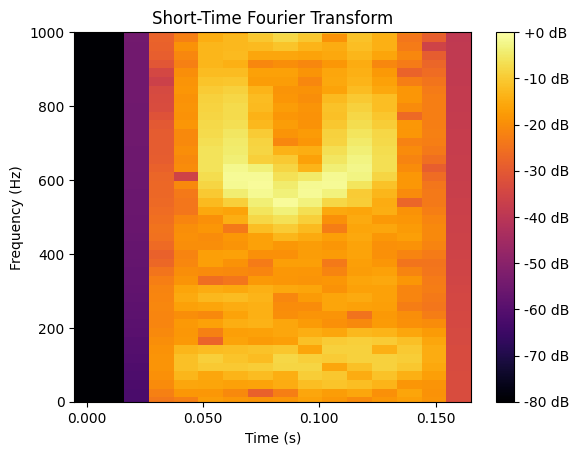 Short-Time Fourier Transform
1000
800
600
400
200
0
Frequency (Hz)
0.000
0.050
0.100
0.150
Time (s)
+0 dB
-10 dB
-20 dB
-30 dB
-40 dB
-50 dB
-60 dB
-70 dB
-80 dB